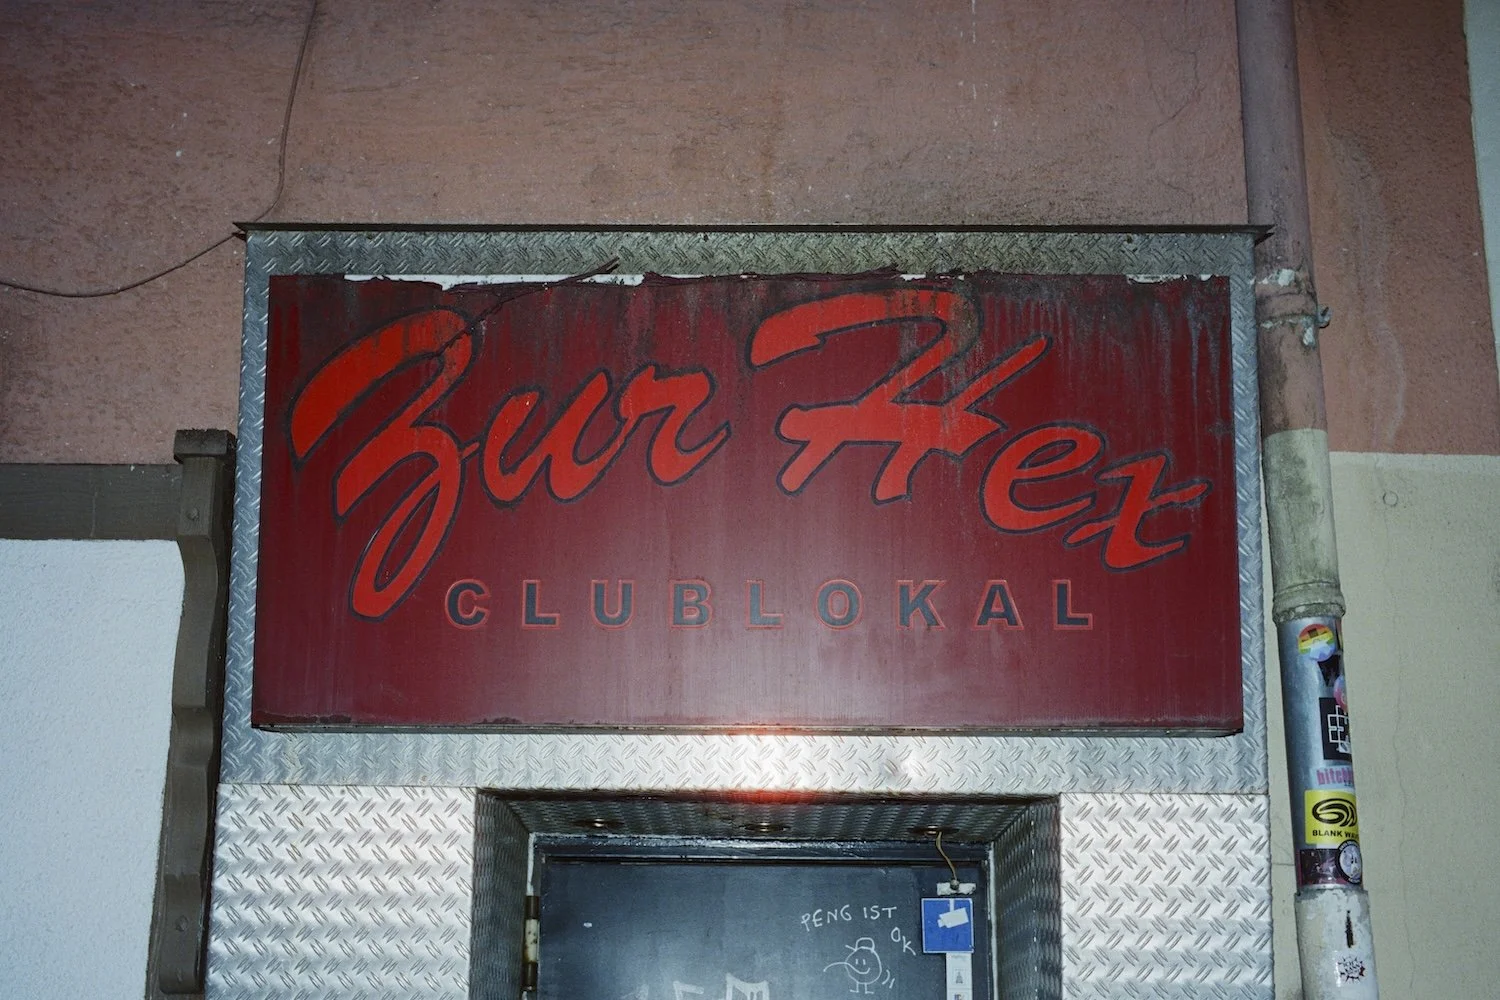 Zur Hex
CLUBLOKAL
PENG IST
OK
BLANK